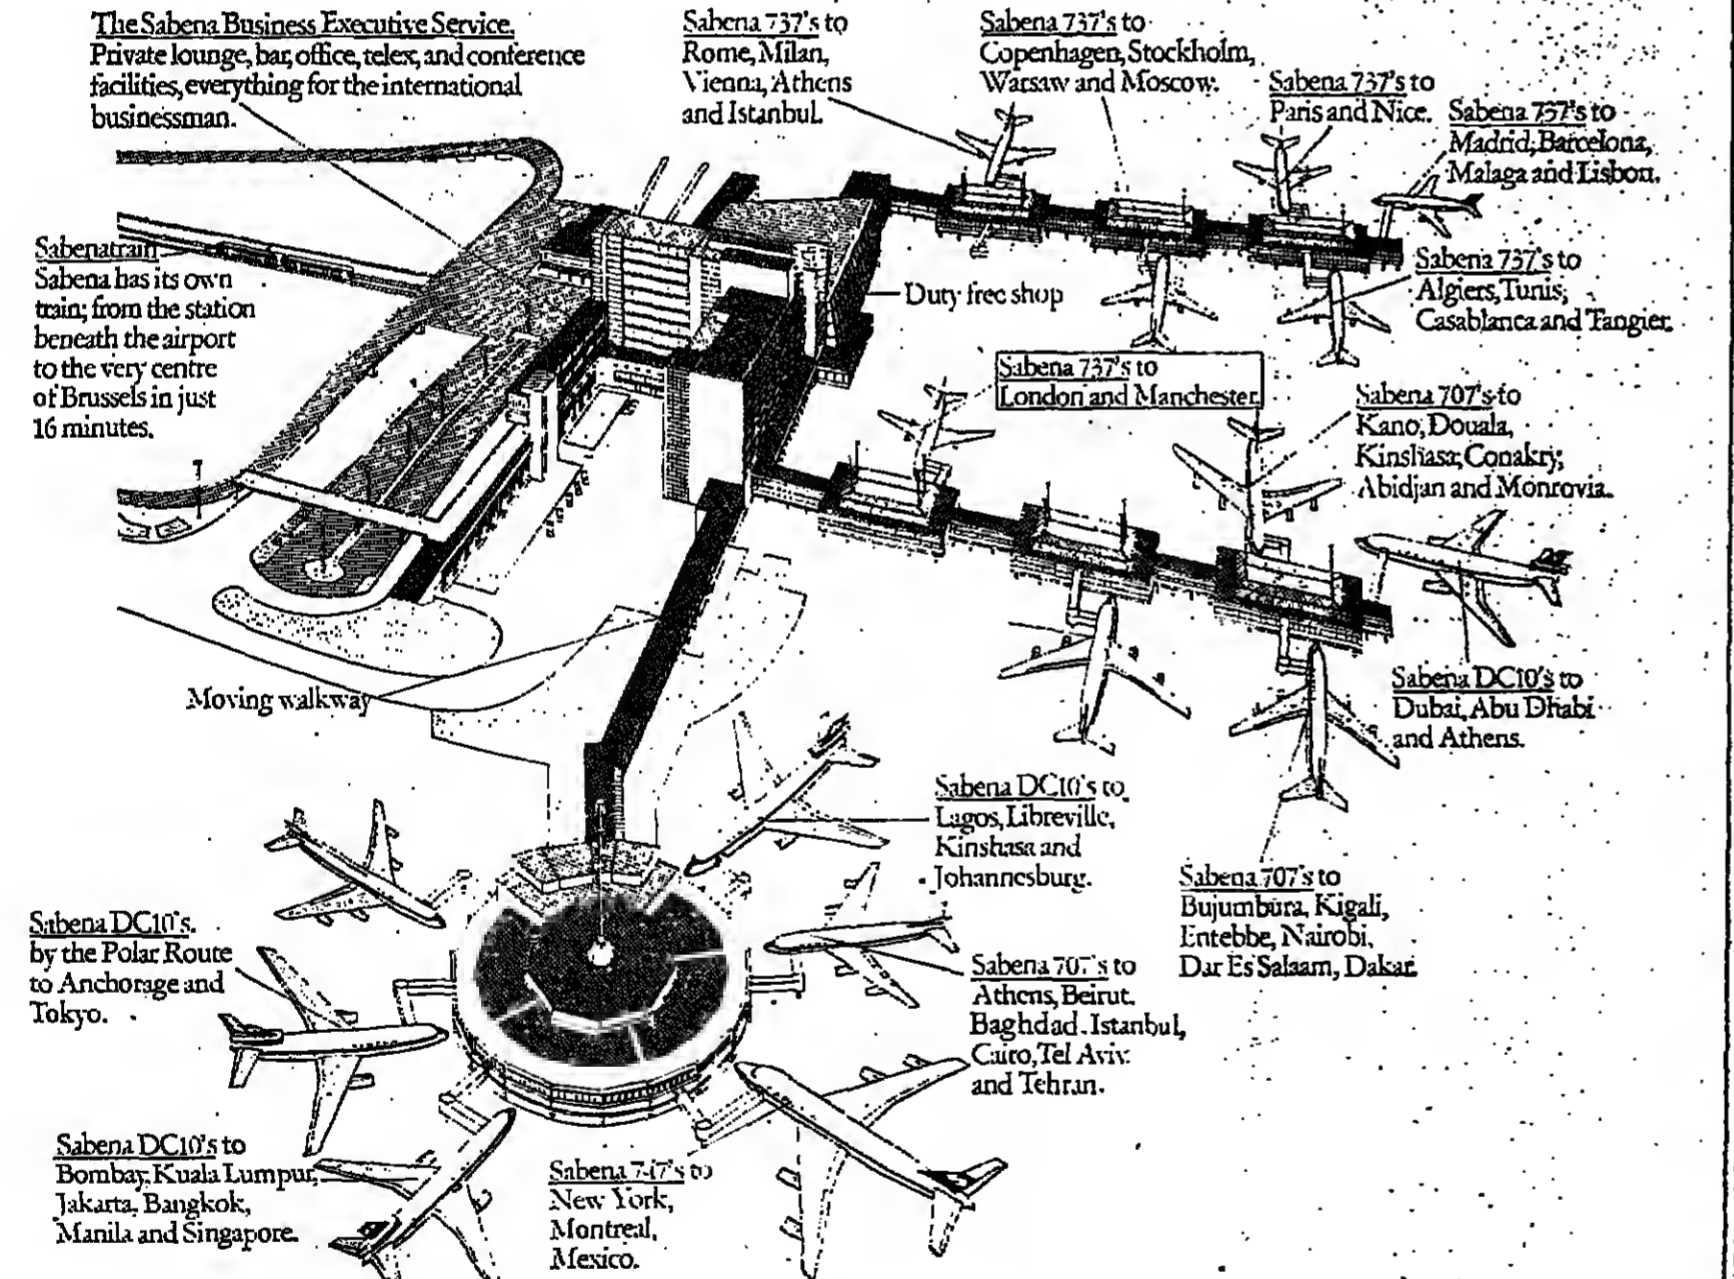 The Sabena Business Executive Service.
Private lounge, bar, office, telex, and conference
facilities, everything for the international
businessman.
Sabena 737's to
Rome, Milan,
Vienna, Athens
and Istanbul.
Sabena 737's to
Copenhagen, Stockholm,
Warsaw and Moscow.
Sabena 737's to
Paris and Nice.
Sabena 737's to
Madrid, Barcelona,
Malaga and Lisbon.
Sabenatrain
Sabena has its own
train; from the station
beneath the airport
to the very centre
of Brussels in just
16 minutes.
Duty free shop
Sabena 737's to
Algiers, Tunis,
Casablanca and Tangier.
Sabena 737's to
London and Manchester.
Sabena 707's to
Kano, Douala,
Kinshasa, Conakry,
Abidjan and Monrovia.
Moving walkway
Sabena DC10's to
Dubai, Abu Dhabi
and Athens.
Sabena DC10's to
Lagos, Libreville,
Kinshasa and
Johannesburg.
Sabena 707's to
Bujumbura, Kigali,
Entebbe, Nairobi,
Dar Es Salaam, Dakar.
Sabena DC10's.
by the Polar Route
to Anchorage and
Tokyo.
Sabena 707's to
Athens, Beirut.
Baghdad. Istanbul,
Cairo, Tel Aviv
and Tehran.
Sabena DC10's to
Bombay, Kuala Lumpur,
Jakarta, Bangkok,
Manila and Singapore.
Sabena 747's to
New York,
Montreal,
Mexico.